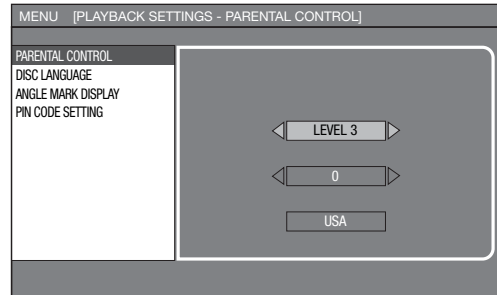 MENU [PLAYBACK SETTINGS - PARENTAL CONTROL]
PARENTAL CONTROL
DISC LANGUAGE
ANGLE MARK DISPLAY
PIN CODE SETTING
LEVEL 3
0
USA